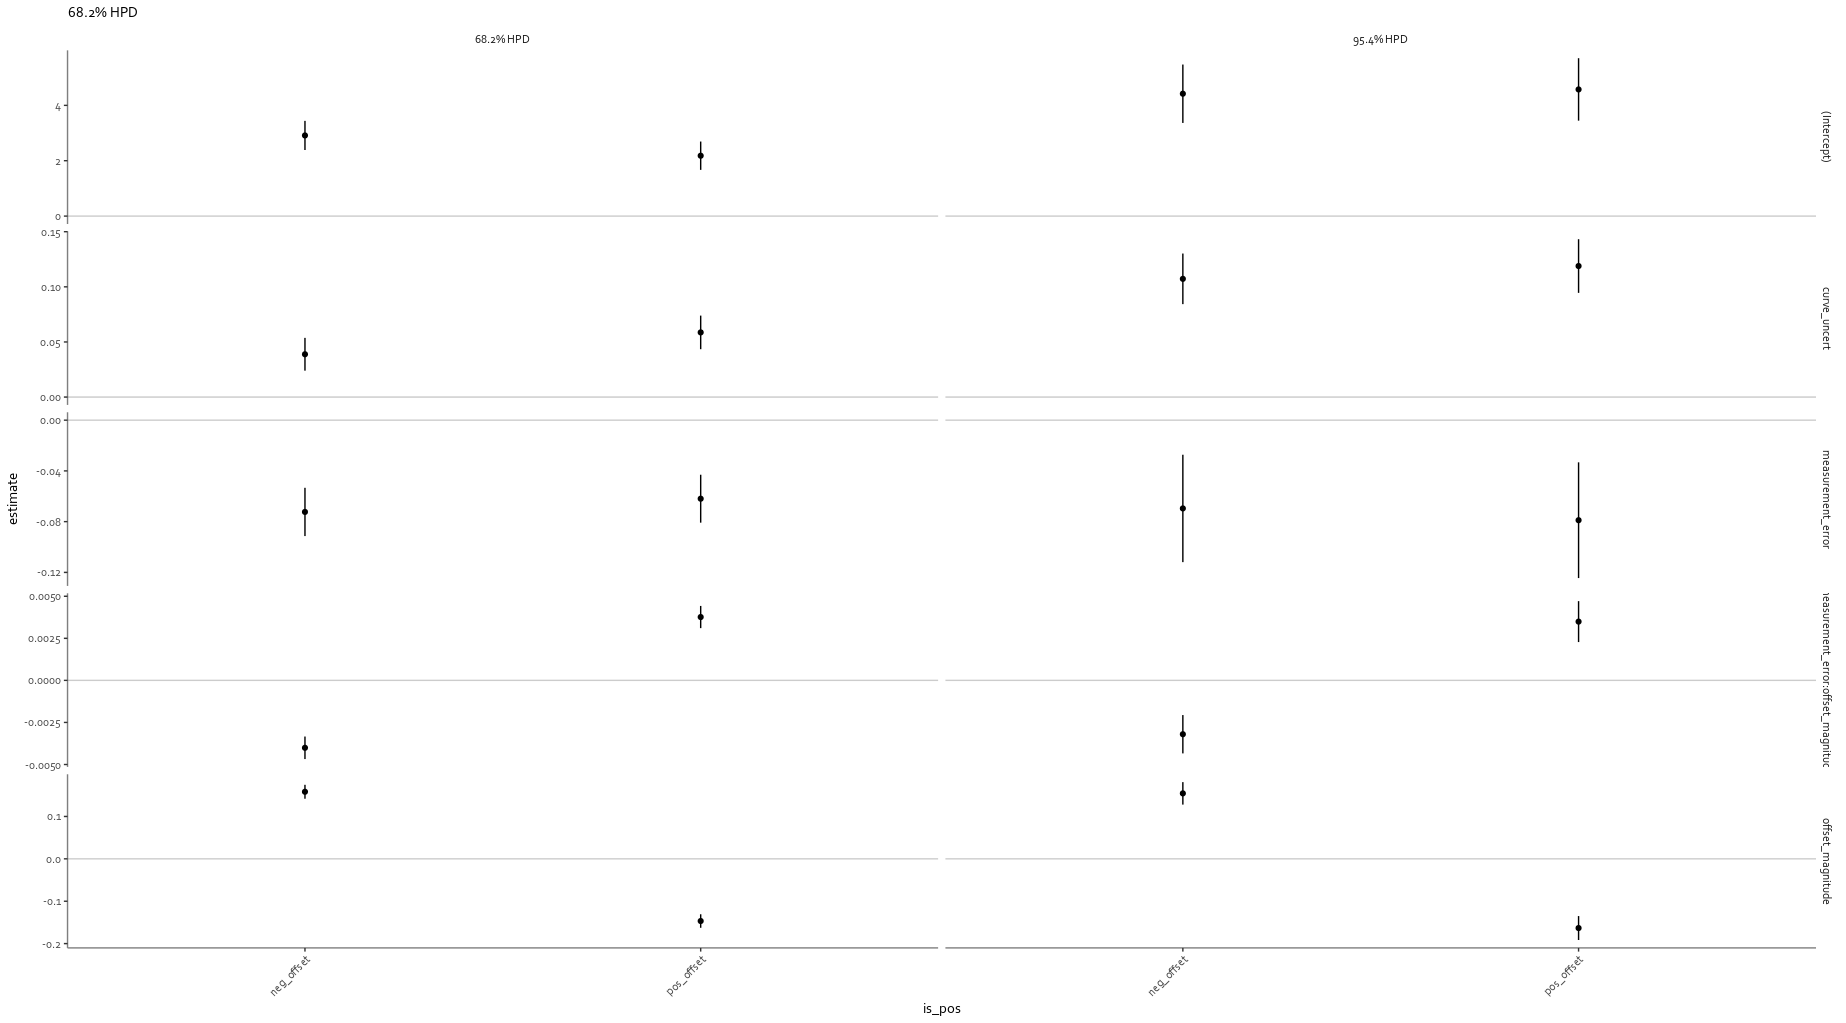 68.2% HPD
68.2% HPD
95.4% HPD
estimate
4
2
0
(Intercept)
0.15
0.10
0.05
0.00
curve_uncert
0.00
-0.04
-0.08
-0.12
measurement_error
0.0050
0.0025
0.0000
-0.0025
-0.0050
easurement_error:offset_magnituc
0.1
0.0
-0.1
-0.2
offset_magnitude
neg_offset
pos_offset
neg_offset
pos_offset
is_pos